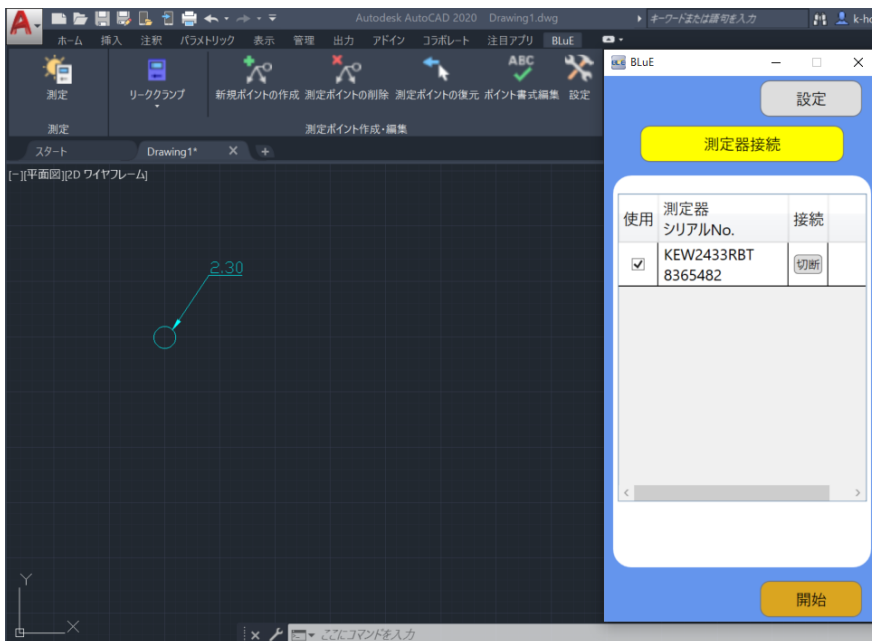 A
Autodesk AutoCAD 2020 Drawing1.dwg
キーワードまたは語句を入力
k-ho
ホーム 挿入 注釈 パラメトリック 表示 管理 出力 アドイン コラボレート 注目アプリ BLuE
測定
リーククランプ
新規ポイントの作成
測定ポイントの削除
測定ポイントの復元
ABC
ポイント書式編集
設定
測定
測定ポイント作成・編集
スタート
Drawing1*
[-][平面図][2D ワイヤフレーム]
2.30
Y
X
ここにコマンドを入力
BLuE
設定
測定器接続
使用
測定器
シリアルNo.
接続
KEW2433RBT
8365482
切断
開始